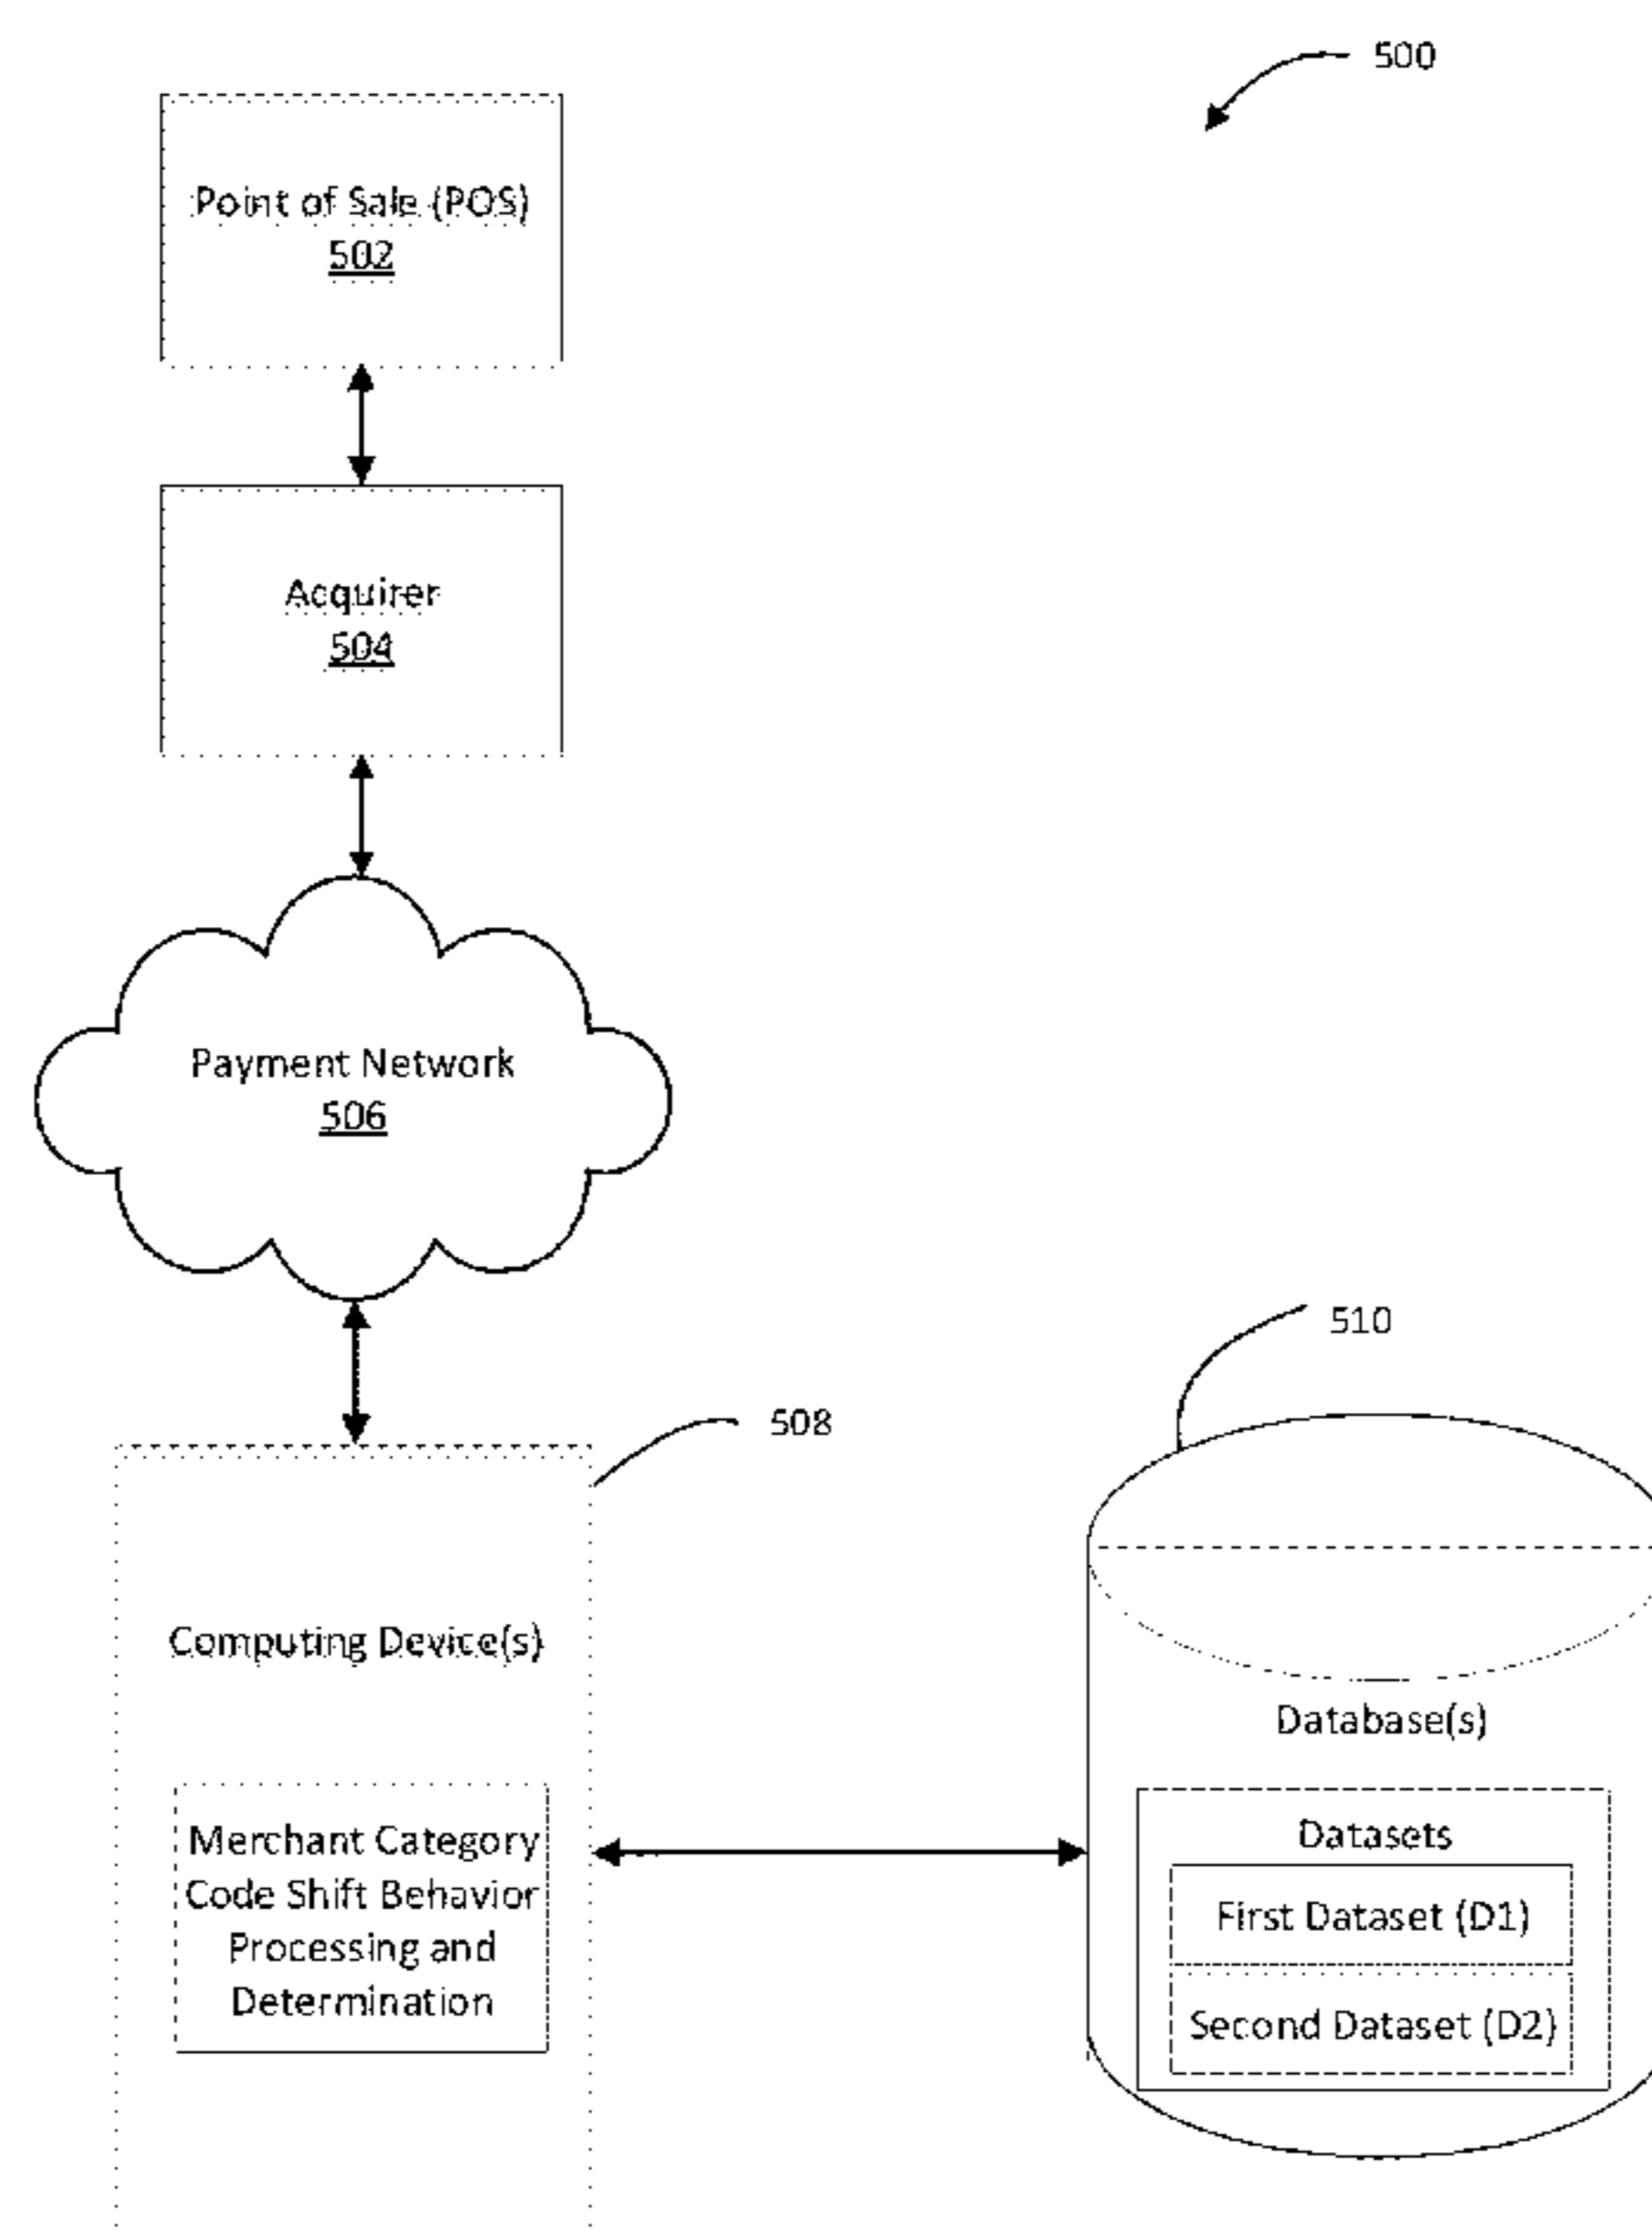 500
Point of Sale (POS)
502
Acquirer
504
Payment Network
506
510
508
Computing Device(s)
Database(s)
Merchant Category
Code Shift Behavior
Processing and
Determination
Datasets
First Dataset (D1)
Second Dataset (D2)